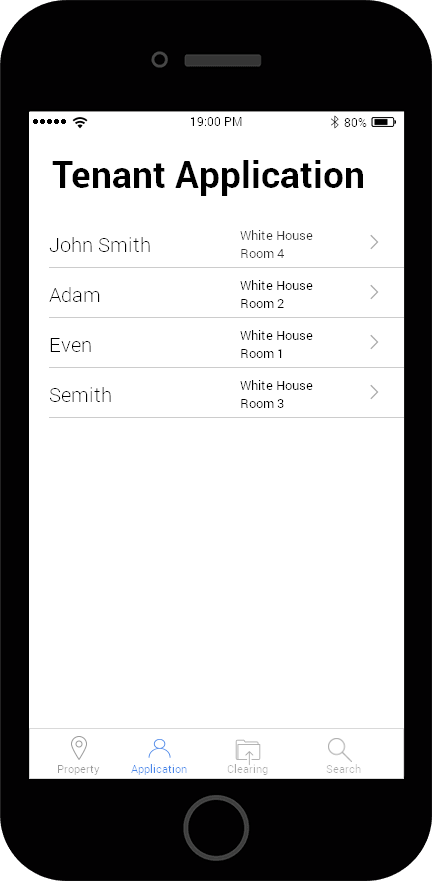 19:00 PM
80%
Tenant Application
John Smith
White House
Room 4
Adam
White House
Room 2
Even
White House
Room 1
Semith
White House
Room 3
Property
Application
Clearing
Search